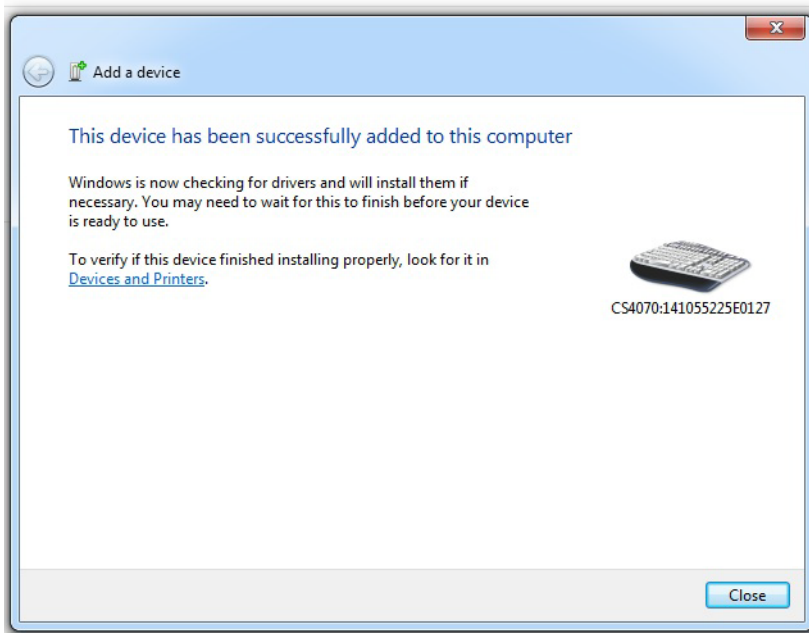 Add a device
This device has been successfully added to this computer
Windows is now checking for drivers and will install them if
necessary. You may need to wait for this to finish before your device
is ready to use.
To verify if this device finished installing properly, look for it in
Devices and Printers.
CS4070:141055225E0127
Close